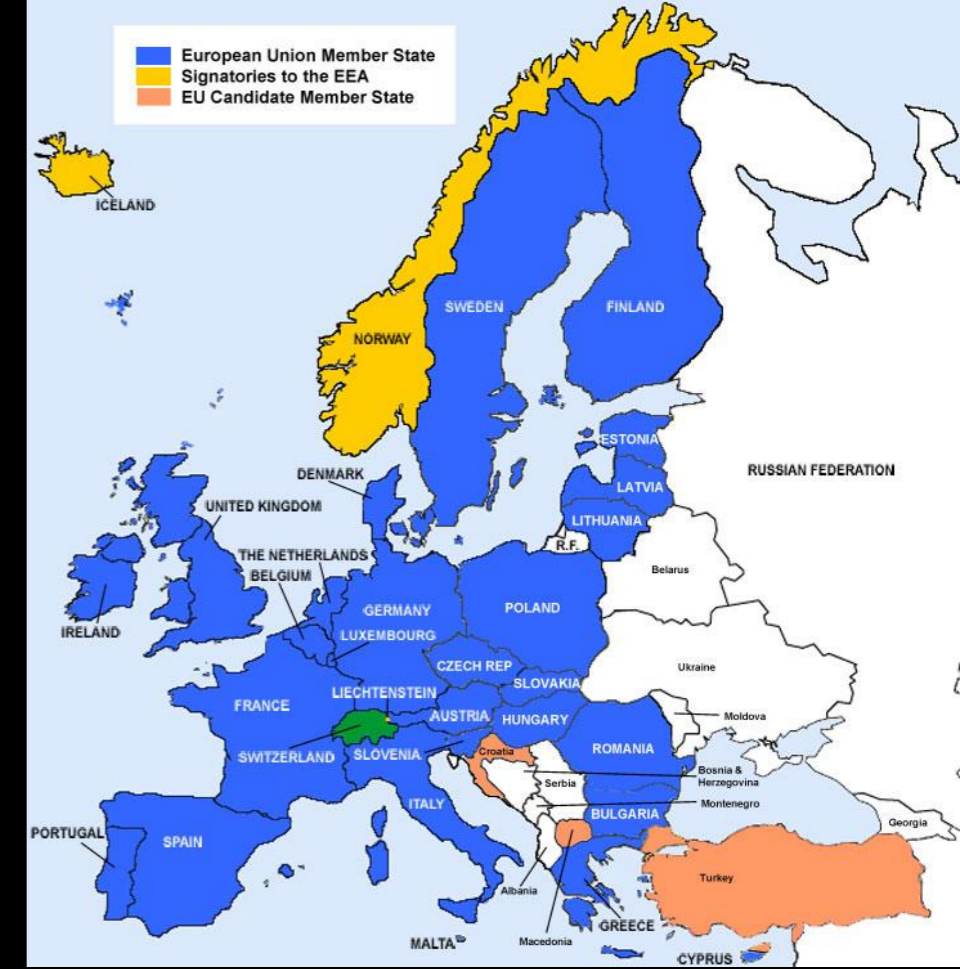 European Union Member State
Signatories to the EEA
EU Candidate Member State
ICELAND
SWEDEN
FINLAND
NORWAY
ESTONIA
RUSSIAN FEDERATION
DENMARK
LATVIA
UNITED KINGDOM
LITHUANIA
R.F.
THE NETHERLANDS
Belarus
BELGIUM
GERMANY
POLAND
IRELAND
LUXEMBOURG
CZECH REP
Ukraine
SLOVAKIA
LIECHTENSTEIN
FRANCE
AUSTRIA
HUNGARY
Moldova
ROMANIA
SWITZERLAND
SLOVENIA
Croatia
Bosnia &
Herzegovina
Serbia
ITALY
Montenegro
BULGARIA
Georgia
PORTUGAL
SPAIN
Turkey
Albania
GREECE
Macedonia
MALTA
CYPRUS